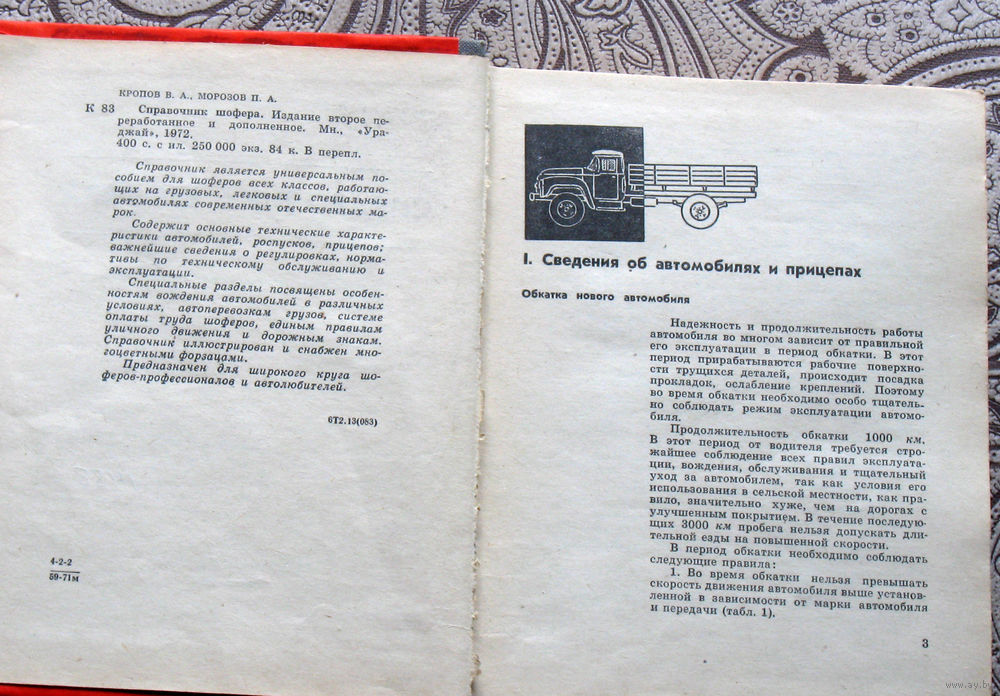 КРОПОВ В. А., МОРОЗОВ П. А.
К 83 Справочник шофера. Издание второе пе-
реработанное и дополненное. Мн., «Ура-
джай», 1972.
400 с. с ил. 250 000 экз. 84 к. В перепл.
Справочник является универсальным по-
собием для шоферов всех классов, работаю-
щих на грузовых, легковых и специальных
автомобилях современных отечественных ма-
рок.
Содержит основные технические характе-
ристики автомобилей, роспусков, прицепов;
важнейшие сведения о регулировках, норма-
тивы по техническому обслуживанию и
эксплуатации.
Специальные разделы посвящены особен-
ностям вождения автомобилей в различных
условиях, автоперевозкам грузов, системе
оплаты труда шоферов, единым правилам
уличного движения и дорожным знакам.
Справочник иллюстрирован и снабжен мно-
гоцветными форзацами.
Предназначен для широкого круга шо-
феров-профессионалов и автолюбителей.
6Т2.13(083)
4-2-2
59-71м
I. Сведения об автомобилях и прицепах
Обкатка нового автомобиля
Надежность и продолжительность работы
автомобиля во многом зависит от правильной
его эксплуатации в период обкатки. В этот
период прирабатываются рабочие поверхно-
сти трущихся деталей, происходит посадка
прокладок, ослабление креплений. Поэтому
во время обкатки необходимо особо тщатель-
но соблюдать режим эксплуатации автомо-
биля.
Продолжительность обкатки 1000 км.
В этот период от водителя требуется стро-
жайшее соблюдение всех правил эксплуата-
ции, вождения, обслуживания и тщательный
уход за автомобилем, так как условия его
использования в сельской местности, как пра-
вило, значительно хуже, чем на дорогах с
улучшенным покрытием. В течение последую-
щих 3000 км пробега нельзя допускать дли-
тельной езды на повышенной скорости.
В период обкатки необходимо соблюдать
следующие правила:
1. Во время обкатки нельзя превышать
скорость движения автомобиля выше установ-
ленной в зависимости от марки автомобиля
и передачи (табл. 1).
3
www.ay.by